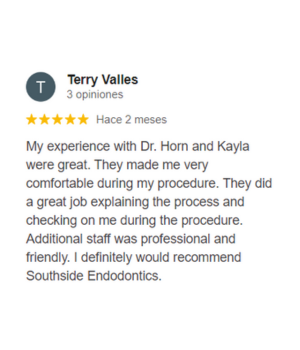 T
Terry Valles
3 opiniones
★★★★★ Hace 2 meses
My experience with Dr. Horn and Kayla
were great. They made me very
comfortable during my procedure. They did
a great job explaining the process and
checking on me during the procedure.
Additional staff was professional and
friendly. I definitely would recommend
Southside Endodontics.